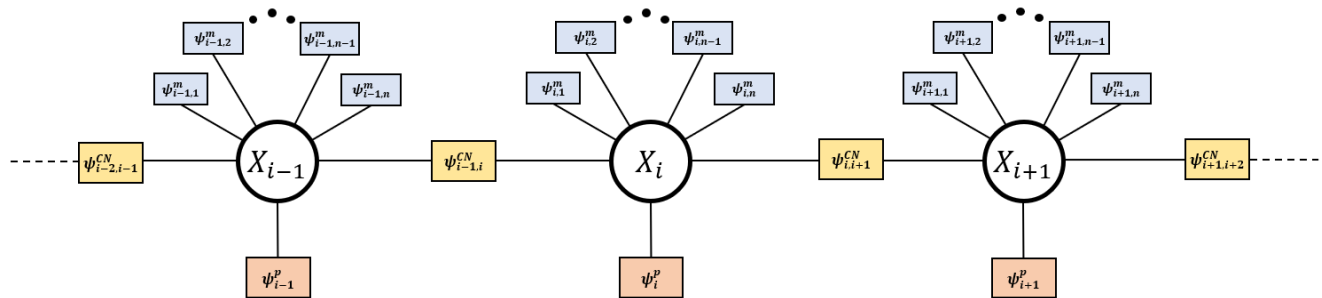 ψ^m_{i-1,2} ψ^m_{i-1,n-1} ψ^m_{i,2} ψ^m_{i,n-1} ψ^m_{i+1,2} ψ^m_{i+1,n-1}
ψ^m_{i-1,1} ψ^m_{i-1,n} ψ^m_{i,1} ψ^m_{i,n} ψ^m_{i+1,1} ψ^m_{i+1,n}
ψ^{CN}_{i-2,i-1} X_{i-1} ψ^{CN}_{i-1,i} X_i ψ^{CN}_{i,i+1} X_{i+1} ψ^{CN}_{i+1,i+2}
ψ^p_{i-1} ψ^p_i ψ^p_{i+1}